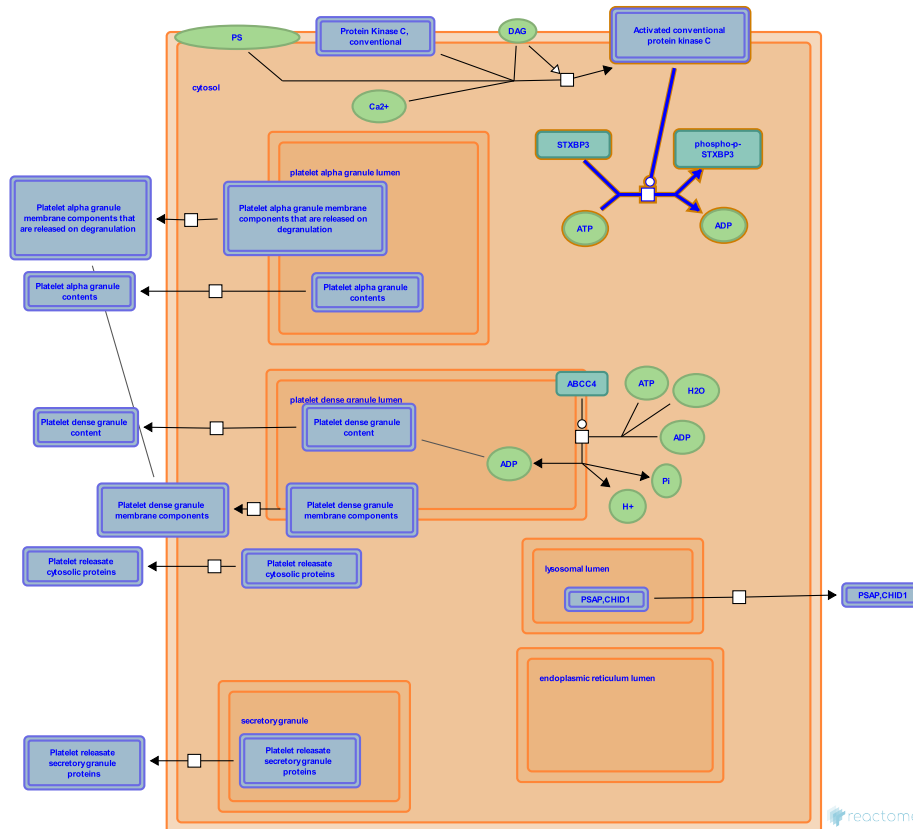 PS
Protein Kinase C,
conventional
DAG
Activated conventional
protein kinase C
cytosol
Ca2+
STXBP3
phospho-p-
STXBP3
ATP
ADP
platelet alpha granule lumen
Platelet alpha granule
membrane components that
are released on degranulation
Platelet alpha granule membrane
components that are released on
degranulation
Platelet alpha granule
contents
Platelet alpha granule
contents
platelet dense granule lumen
ABCC4
ATP
H2O
Platelet dense granule
content
Platelet dense granule
content
ADP
ADP
Pi
H+
Platelet dense granule
membrane components
Platelet dense granule
membrane components
Platelet releasate
cytosolic proteins
Platelet releasate
cytosolic proteins
lysosomal lumen
PSAP,CHID1
PSAP,CHID1
endoplasmic reticulum lumen
secretory granule
Platelet releasate
secretory granule
proteins
Platelet releasate
secretory granule
proteins